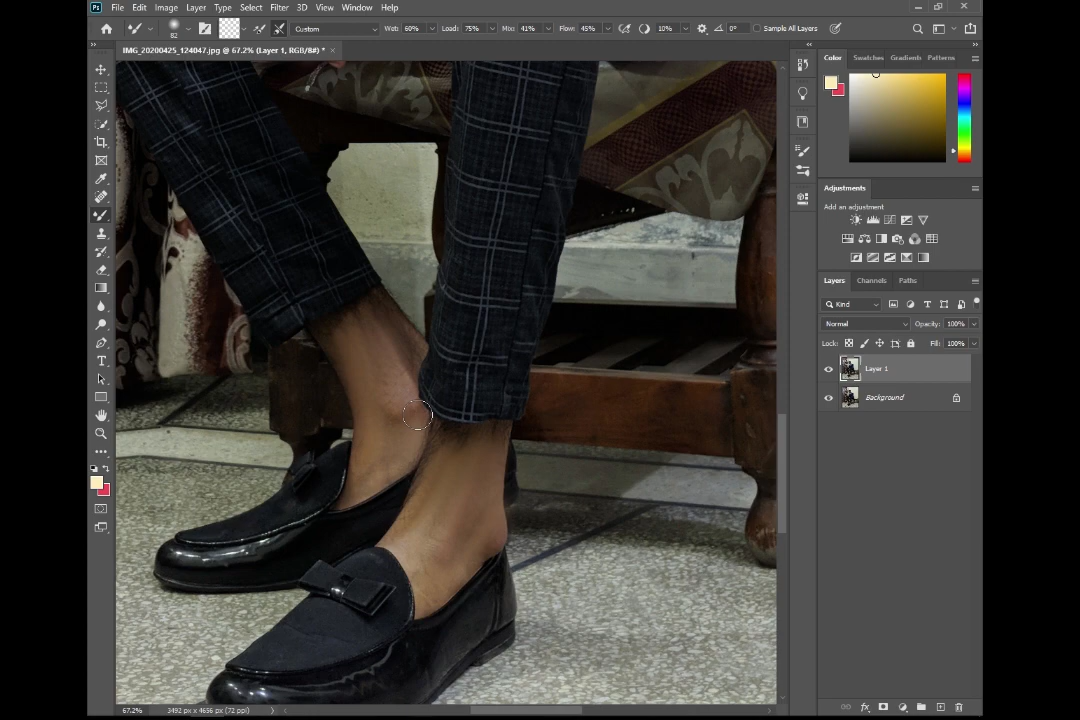 Ps File Edit Image Layer Type Select Filter 3D View Window Help
82 Custom Wet: 60% Load: 75% Mix: 41% Flow: 45% 10% 0° Sample All Layers
IMG_20200425_124047.jpg @ 67.2% (Layer 1, RGB/8#) * ×
Color Swatches Gradients Patterns
Adjustments
Add an adjustment
Layers Channels Paths
Kind
Normal Opacity: 100%
Lock: Fill: 100%
Layer 1
Background
fx
67.2% 3492 px x 4656 px (72 ppi)